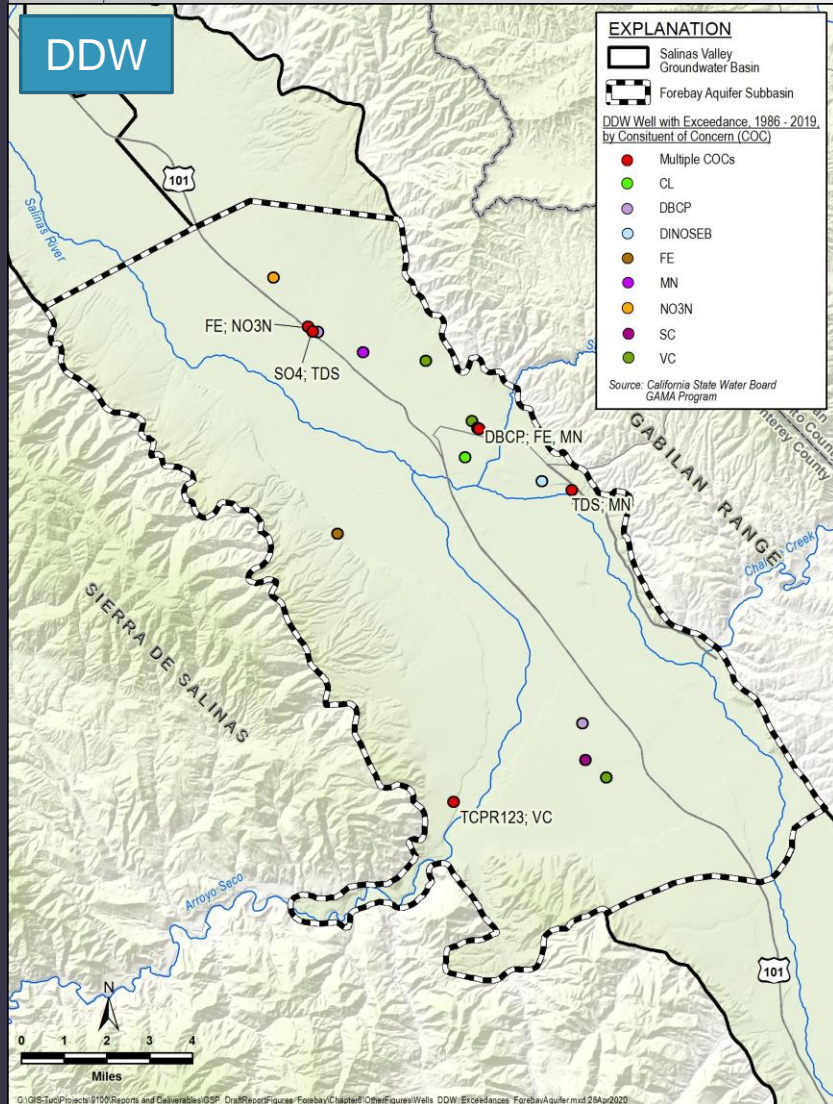 DDW
EXPLANATION
Salinas Valley
Groundwater Basin
Forebay Aquifer Subbasin
DDW Well with Exceedance, 1986 - 2019,
by Consituent of Concern (COC)
Multiple COCs
CL
DBCP
DINOSEB
FE
MN
NO3N
SC
VC
Source: California State Water Board
GAMA Program
101
Salinas River
FE; NO3N
SO4; TDS
DBCP; FE, MN
TDS; MN
GABILAN RANGE
Monterey County
SIERRA DE SALINAS
TCPR123; VC
Arroyo Seco
101
N
0 1 2 3 4
Miles